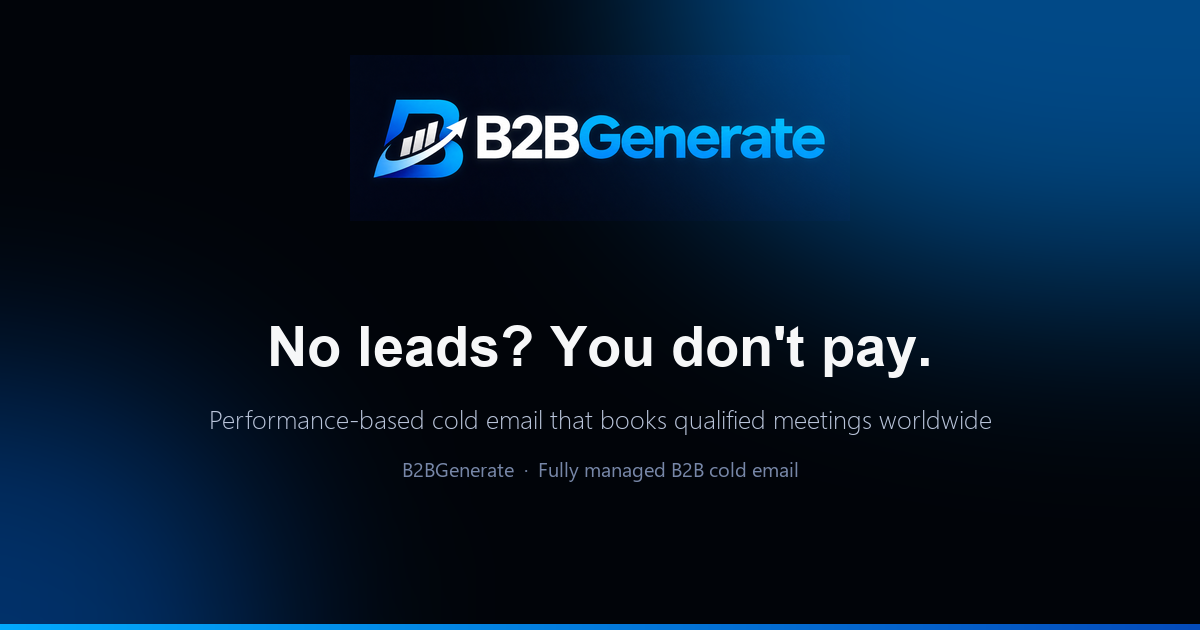 B2BGenerate
No leads? You don't pay.
Performance-based cold email that books qualified meetings worldwide
B2BGenerate · Fully managed B2B cold email